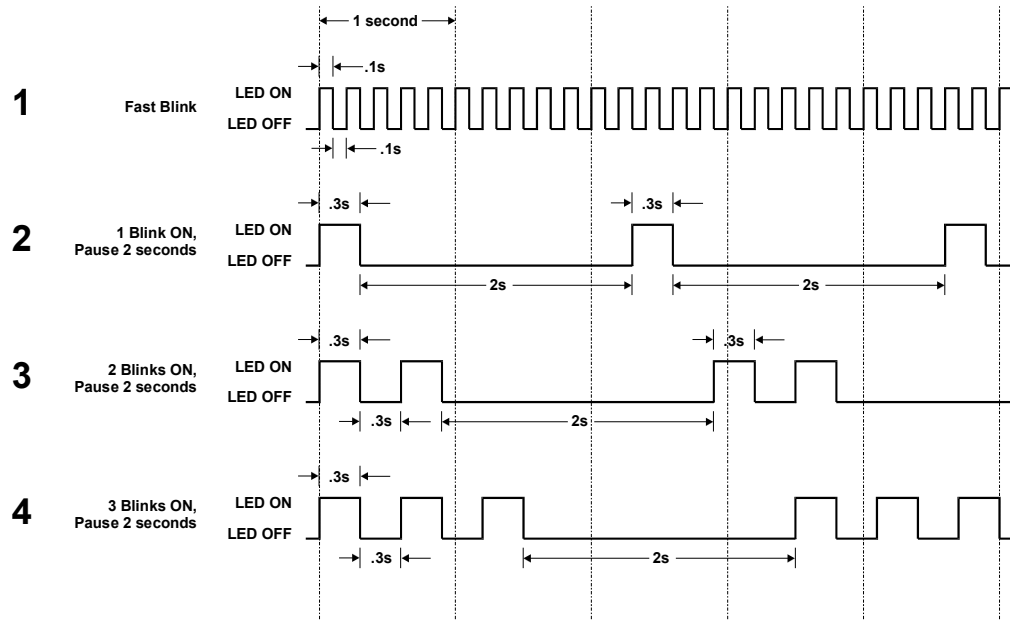 1 second
.1s
1
Fast Blink
LED ON
LED OFF
.1s
.3s
.3s
2
1 Blink ON,
Pause 2 seconds
LED ON
LED OFF
2s
2s
.3s
.3s
3
2 Blinks ON,
Pause 2 seconds
LED ON
LED OFF
.3s
2s
.3s
4
3 Blinks ON,
Pause 2 seconds
LED ON
LED OFF
.3s
2s